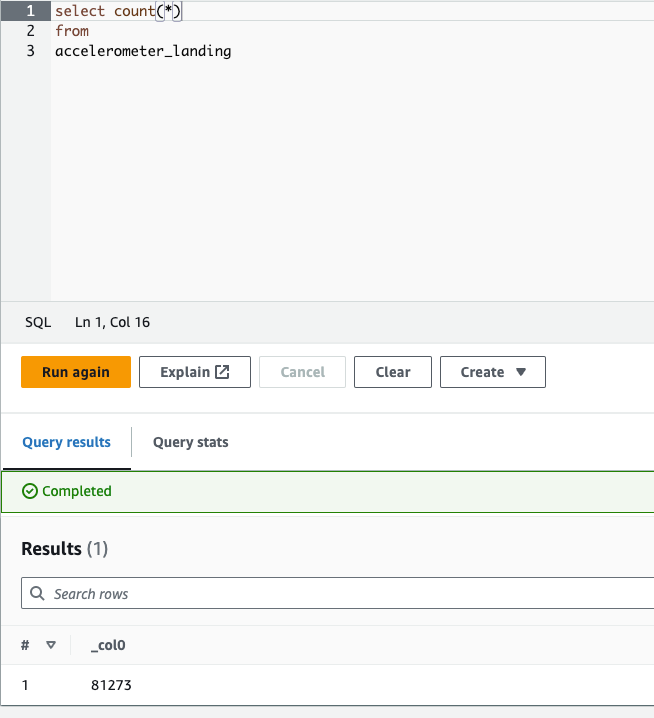 1 select count(*)
2 from
3 accelerometer_landing
SQL Ln 1, Col 16
Run again Explain Cancel Clear Create
Query results Query stats
Completed
Results (1)
Search rows
# _col0
1 81273